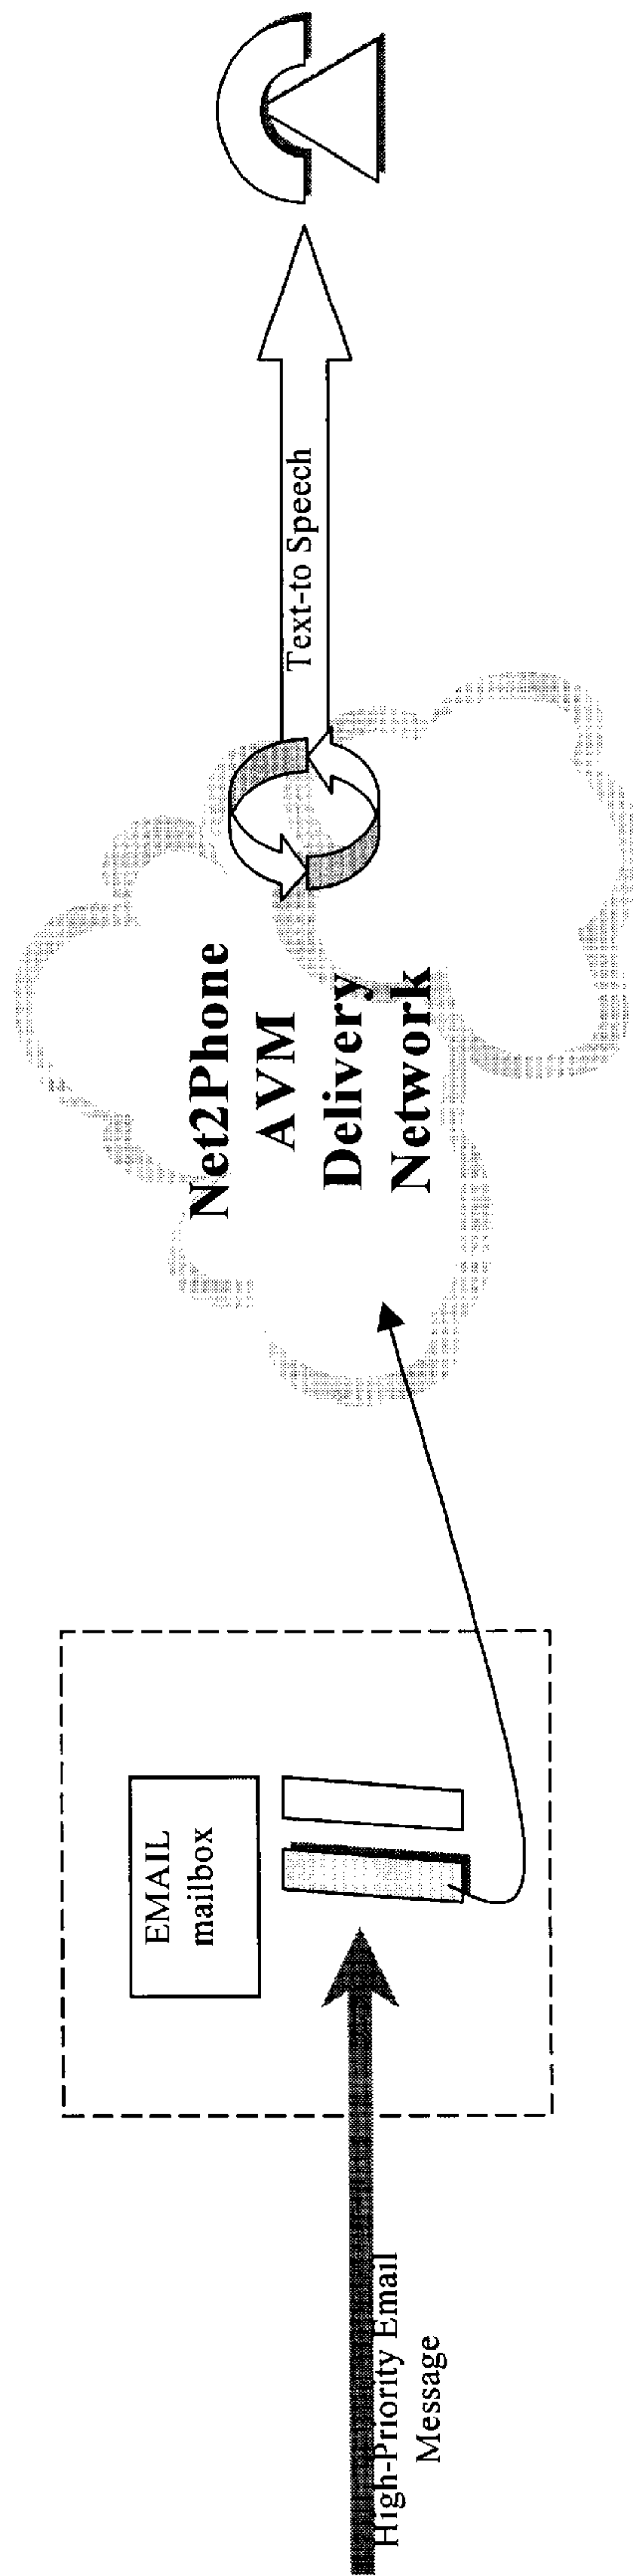 High-Priority Email
Message
EMAIL
mailbox
Net2Phone
AVM
Delivery
Network
Text-to Speech